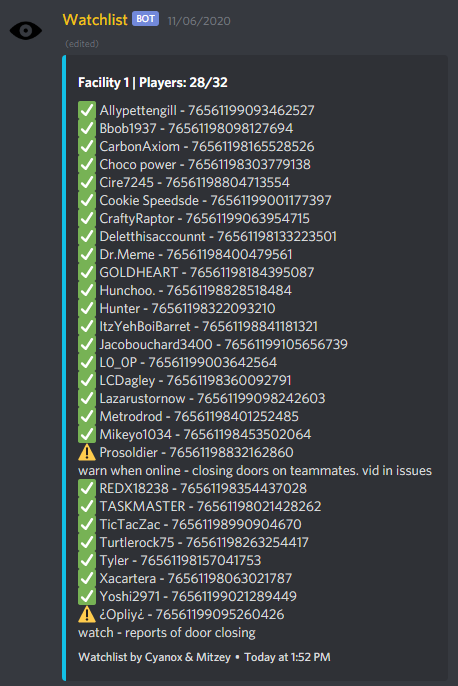 Watchlist BOT 11/06/2020
(edited)
Facility 1 | Players: 28/32
Allypettengill - 76561199093462527
Bbob1937 - 76561198098127694
CarbonAxiom - 76561198165528526
Choco power - 76561198303779138
Cire7245 - 76561198804713554
Cookie Speedsde - 76561199001177397
CraftyRaptor - 76561199063954715
Deletthisaccounnt - 76561198133223501
Dr.Meme - 76561198400479561
GOLDHEART - 76561198184395087
Hunchoo. - 76561198828518484
Hunter - 76561198322093210
ItzYehBoiBarret - 76561198841181321
Jacobouchard3400 - 76561199105656739
L0_0P - 76561199003642564
LCDagley - 76561198360092791
Lazarustornow - 76561199098242603
Metrodrod - 76561198401252485
Mikeyo1034 - 76561198453502064
Prosoldier - 76561198832162860
warn when online - closing doors on teammates. vid in issues
REDX18238 - 76561198354437028
TASKMASTER - 76561198021428262
TicTacZac - 76561198990904670
Turtlerock75 - 76561198263254417
Tyler - 76561198157041753
Xacartera - 76561198063021787
Yoshi2971 - 76561199021289449
¿Opliy¿ - 76561199095260426
watch - reports of door closing
Watchlist by Cyanox & Mitzey • Today at 1:52 PM